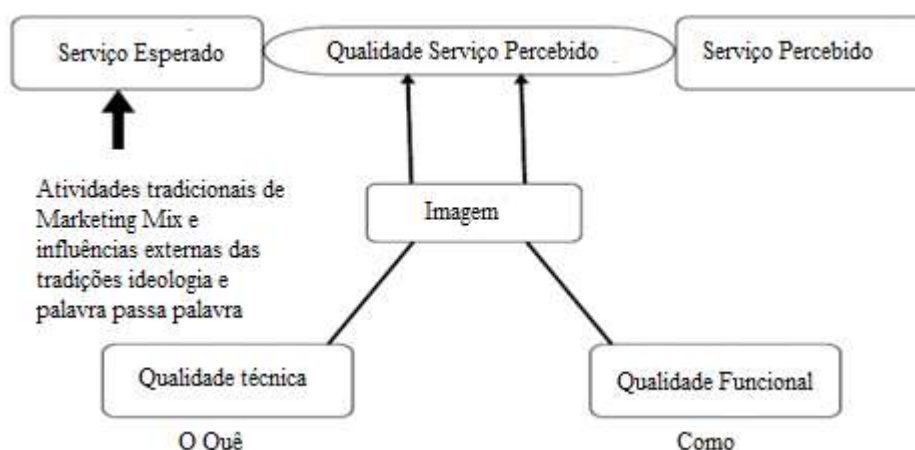 Serviço Esperado
Qualidade Serviço Percebido
Serviço Percebido
Atividades tradicionais de
Marketing Mix e
influências externas das
tradições ideologia e
palavra passa palavra
Imagem
Qualidade técnica
Qualidade Funcional
O Quê
Como